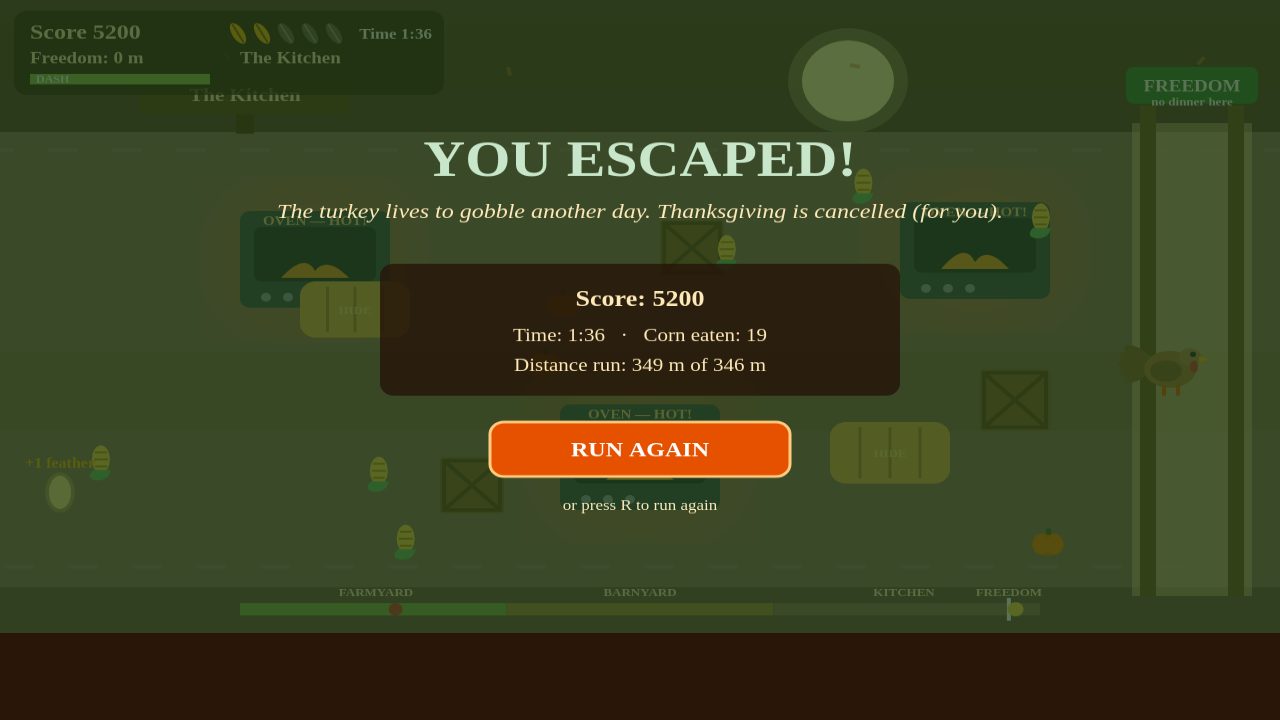 Score 5200
Time 1:36
Freedom: 0 m
The Kitchen
DASH
The Kitchen
FREEDOM
no dinner here
YOU ESCAPED!
The turkey lives to gobble another day. Thanksgiving is cancelled (for you).
OVEN — HOT!
HOT!
HIDE
Score: 5200
Time: 1:36 · Corn eaten: 19
Distance run: 349 m of 346 m
OVEN — HOT!
RUN AGAIN
HIDE
+1 feather
or press R to run again
FARMYARD
BARNYARD
KITCHEN
FREEDOM